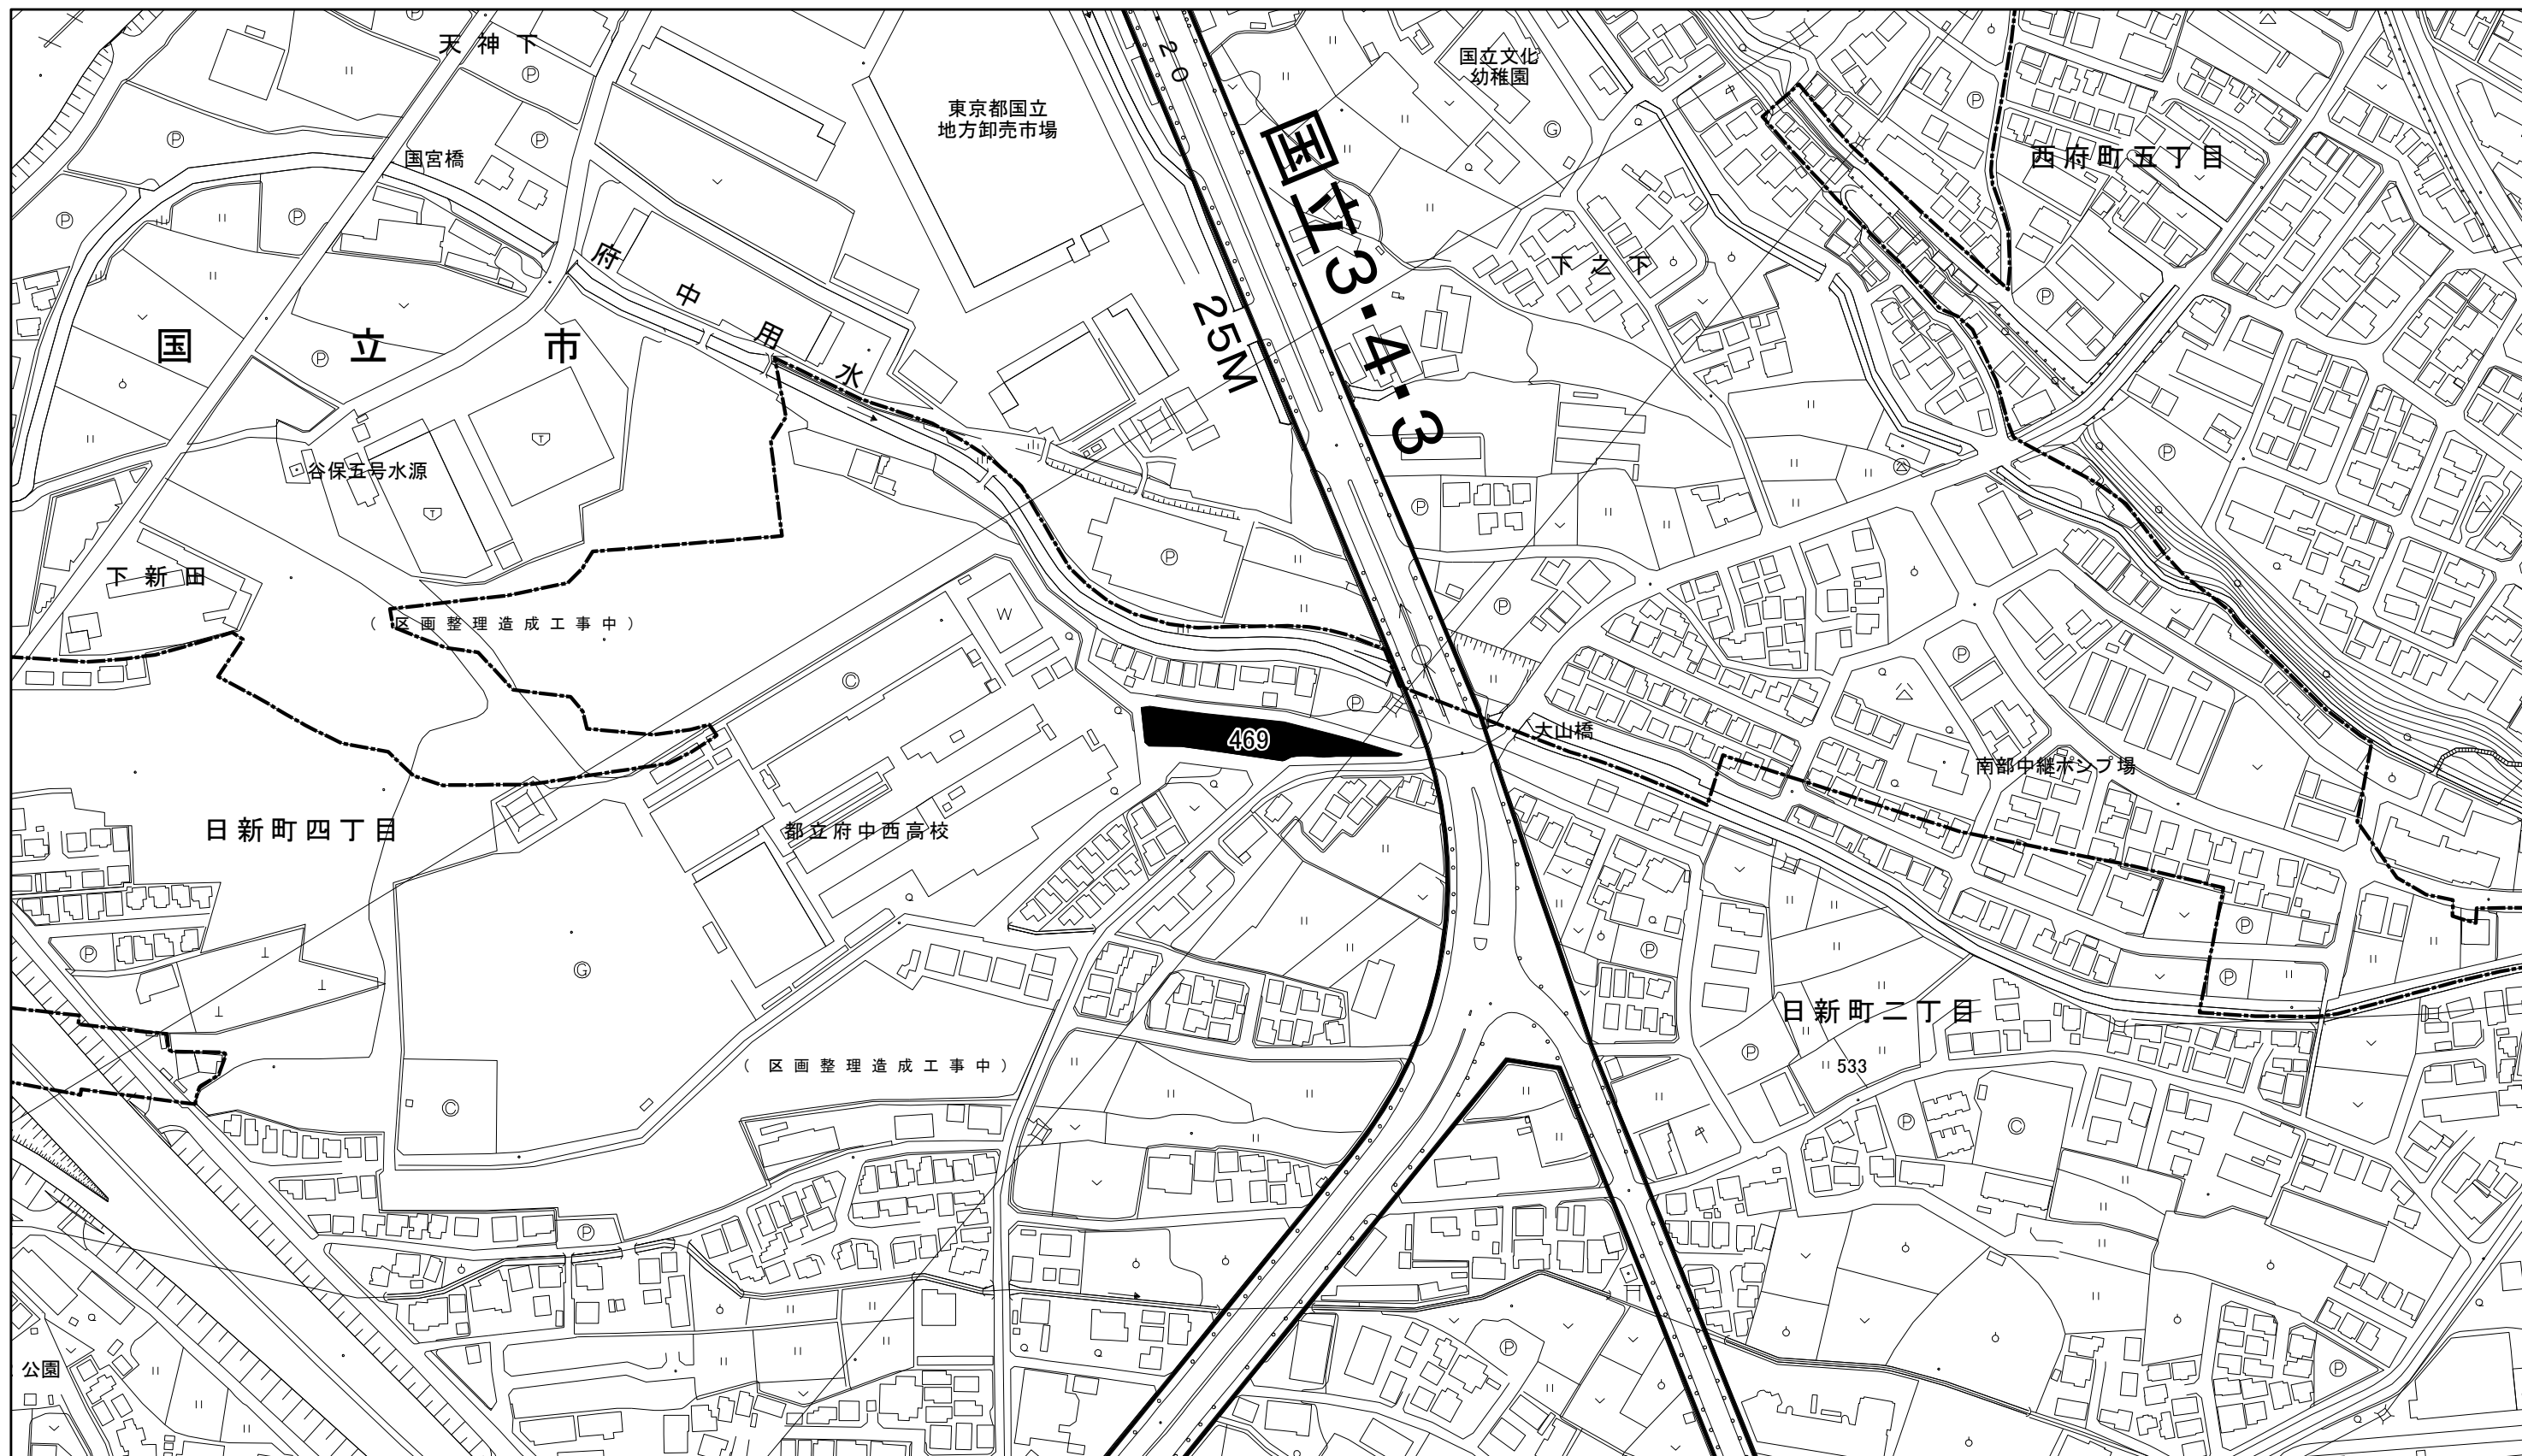 天神下
20
国立文化
幼稚園
東京都国立
地方卸売市場
国宮橋
西府町五丁目
国立3・4・3
府中用水
下之下
25M
国立市
谷保五号水源
下新田
（区画整理造成工事中）
469
大山橋
南部中継ポンプ場
日新町四丁目
都立府中西高校
日新町二丁目
（区画整理造成工事中）
533
公園